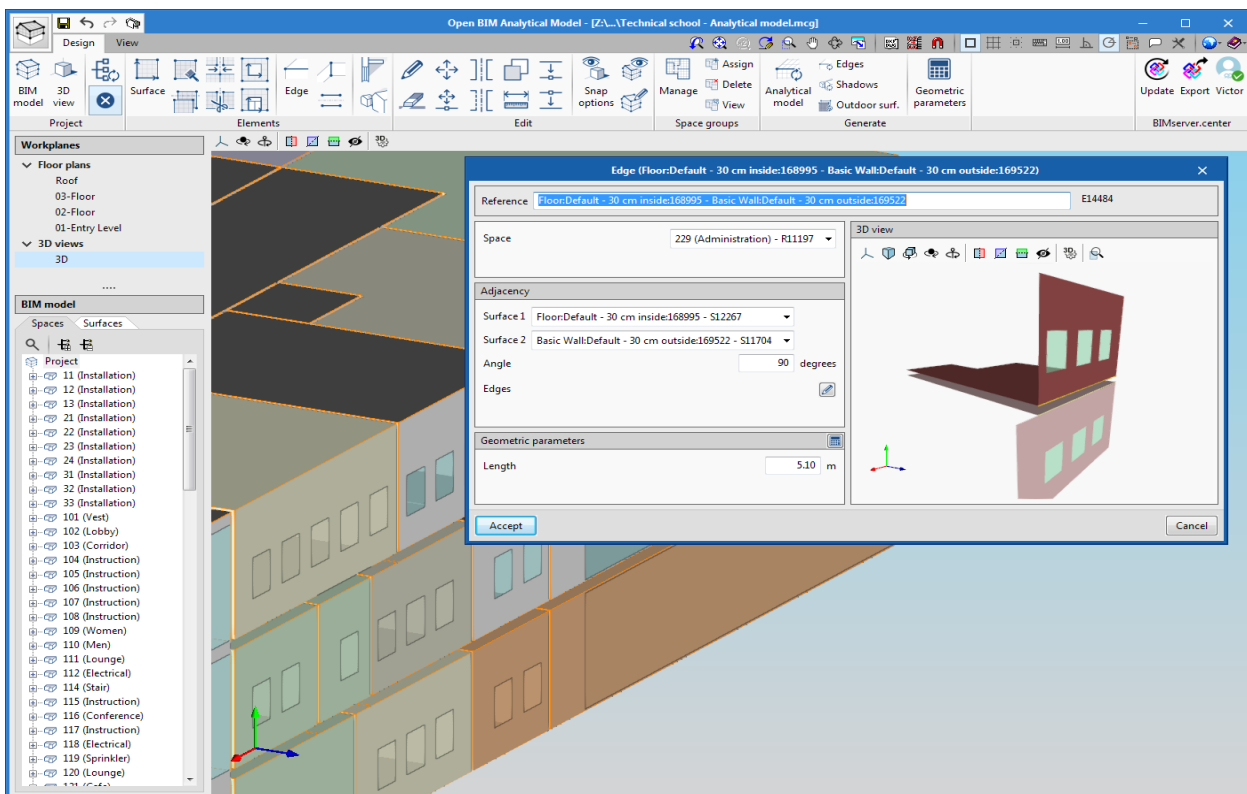 Open BIM Analytical Model - [Z:\...\Technical school - Analytical model.mcg]
Design View
BIM model
3D view
Project
Surface
Edge
Elements
Snap options
Edit
Manage
Assign
Delete
View
Space groups
Analytical model
Edges
Shadows
Outdoor surf.
Geometric parameters
Generate
Update Export Victor
BIMserver.center
Workplanes
Floor plans
Roof
03-Floor
02-Floor
01-Entry Level
3D views
3D
....
BIM model
Spaces Surfaces
Project
11 (Installation)
12 (Installation)
13 (Installation)
21 (Installation)
22 (Installation)
23 (Installation)
24 (Installation)
31 (Installation)
32 (Installation)
33 (Installation)
101 (Vest)
102 (Lobby)
103 (Corridor)
104 (Instruction)
105 (Instruction)
106 (Instruction)
107 (Instruction)
108 (Instruction)
109 (Women)
110 (Men)
111 (Lounge)
112 (Electrical)
114 (Stair)
115 (Instruction)
116 (Conference)
117 (Instruction)
118 (Electrical)
119 (Sprinkler)
120 (Lounge)
Edge (Floor:Default - 30 cm inside:168995 - Basic Wall:Default - 30 cm outside:169522)
Reference Floor:Default - 30 cm inside:168995 - Basic Wall:Default - 30 cm outside:169522 E14484
Space 229 (Administration) - R11197
Adjacency
Surface 1 Floor:Default - 30 cm inside:168995 - S12267
Surface 2 Basic Wall:Default - 30 cm outside:169522 - S11704
Angle 90 degrees
Edges
Geometric parameters
Length 5.10 m
3D view
Accept
Cancel